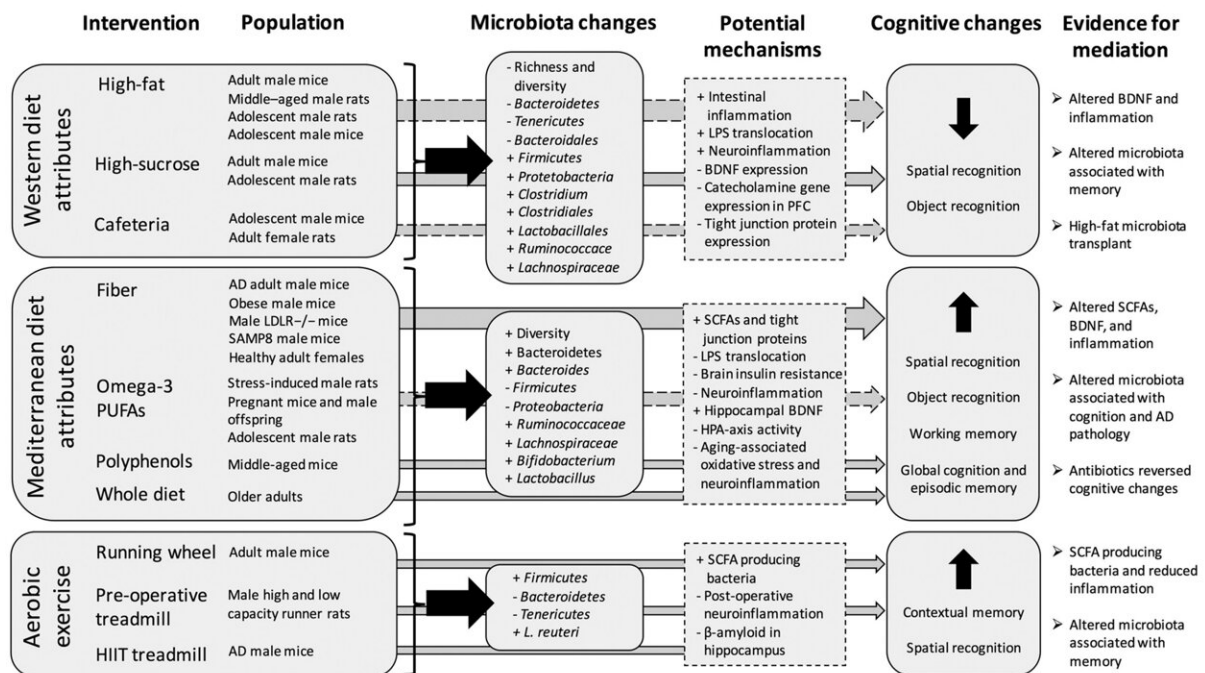 Intervention
Population
Microbiota changes
Potential
mechanisms
Cognitive changes
Evidence for
mediation
Western diet
attributes
High-fat
Adult male mice
Middle–aged male rats
Adolescent male rats
Adolescent male mice
High-sucrose
Adult male mice
Adolescent male rats
Cafeteria
Adolescent male mice
Adult female rats
- Richness and
diversity
- Bacteroidetes
- Tenericutes
- Bacteroidales
+ Firmicutes
+ Protetobacteria
+ Clostridium
+ Clostridiales
+ Lactobacillales
+ Ruminococcace
+ Lachnospiraceae
+ Intestinal
inflammation
+ LPS translocation
+ Neuroinflammation
- BDNF expression
- Catecholamine gene
expression in PFC
- Tight junction protein
expression
Spatial recognition
Object recognition
➢ Altered BDNF and
inflammation
➢ Altered microbiota
associated with
memory
➢ High-fat microbiota
transplant
Mediterranean diet
attributes
Fiber
AD adult male mice
Obese male mice
Male LDLR−/− mice
SAMP8 male mice
Healthy adult females
Omega-3
PUFAs
Stress-induced male rats
Pregnant mice and male
offspring
Adolescent male rats
Polyphenols
Middle-aged mice
Whole diet
Older adults
+ Diversity
+ Bacteroidetes
+ Bacteroides
- Firmicutes
- Proteobacteria
+ Ruminococcaceae
+ Lachnospiraceae
+ Bifidobacterium
+ Lactobacillus
+ SCFAs and tight
junction proteins
- LPS translocation
- Brain insulin resistance
- Neuroinflammation
+ Hippocampal BDNF
- HPA-axis activity
- Aging-associated
oxidative stress and
neuroinflammation
Spatial recognition
Object recognition
Working memory
Global cognition and
episodic memory
➢ Altered SCFAs,
BDNF, and
inflammation
➢ Altered microbiota
associated with
cognition and AD
pathology
➢ Antibiotics reversed
cognitive changes
Aerobic
exercise
Running wheel
Adult male mice
Pre-operative
treadmill
Male high and low
capacity runner rats
HIIT treadmill
AD male mice
+ Firmicutes
- Bacteroidetes
- Tenericutes
+ L. reuteri
+ SCFA producing
bacteria
- Post-operative
neuroinflammation
- β-amyloid in
hippocampus
Contextual memory
Spatial recognition
➢ SCFA producing
bacteria and reduced
inflammation
➢ Altered microbiota
associated with
memory